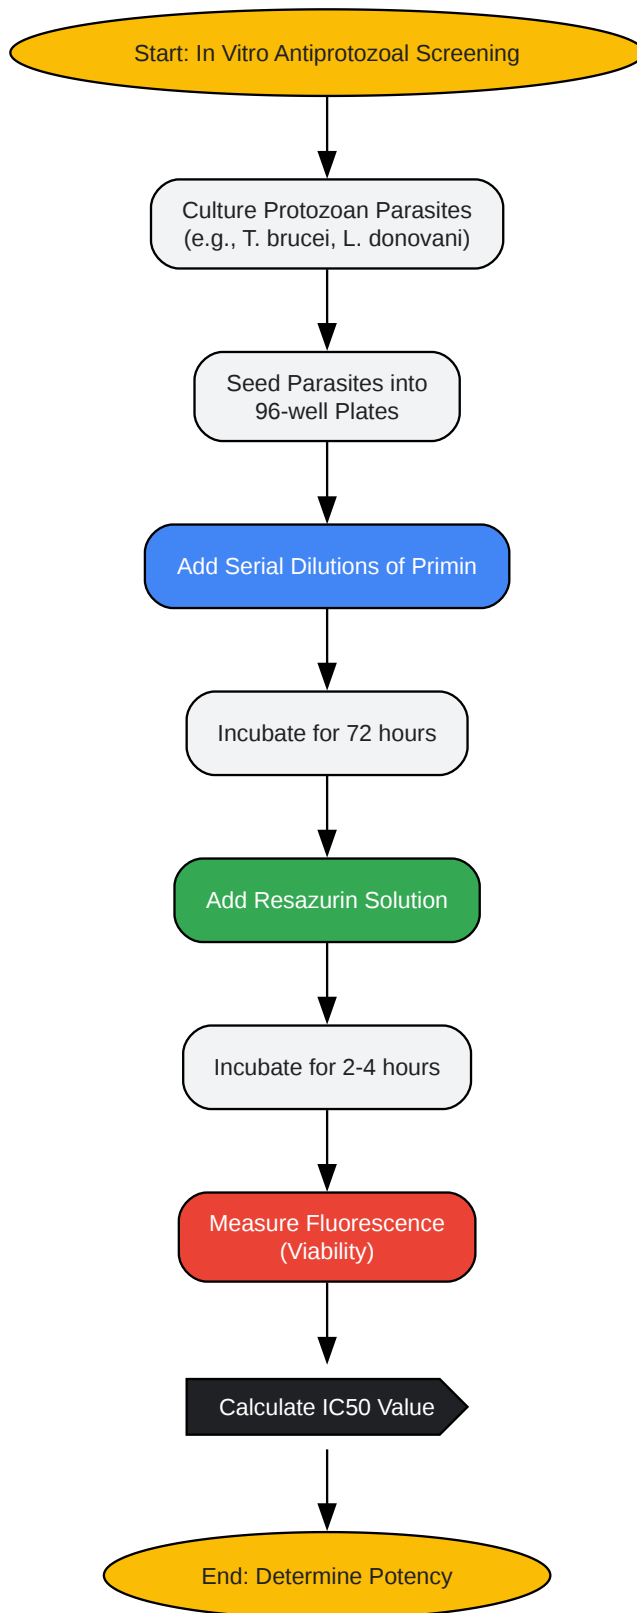 Start: In Vitro Antiprotozoal Screening
Culture Protozoan Parasites
(e.g., T. brucei, L. donovani)
Seed Parasites into
96-well Plates
Add Serial Dilutions of Primin
Incubate for 72 hours
Add Resazurin Solution
Incubate for 2-4 hours
Measure Fluorescence
(Viability)
Calculate IC50 Value
End: Determine Potency